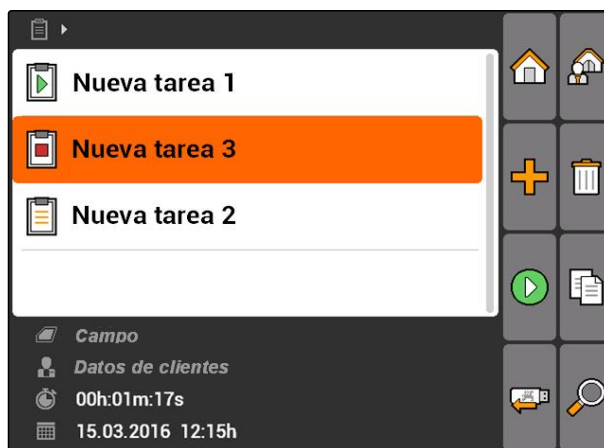 Nueva tarea 1
Nueva tarea 3
Nueva tarea 2
Campo
Datos de clientes
00h:01m:17s
15.03.2016 12:15h